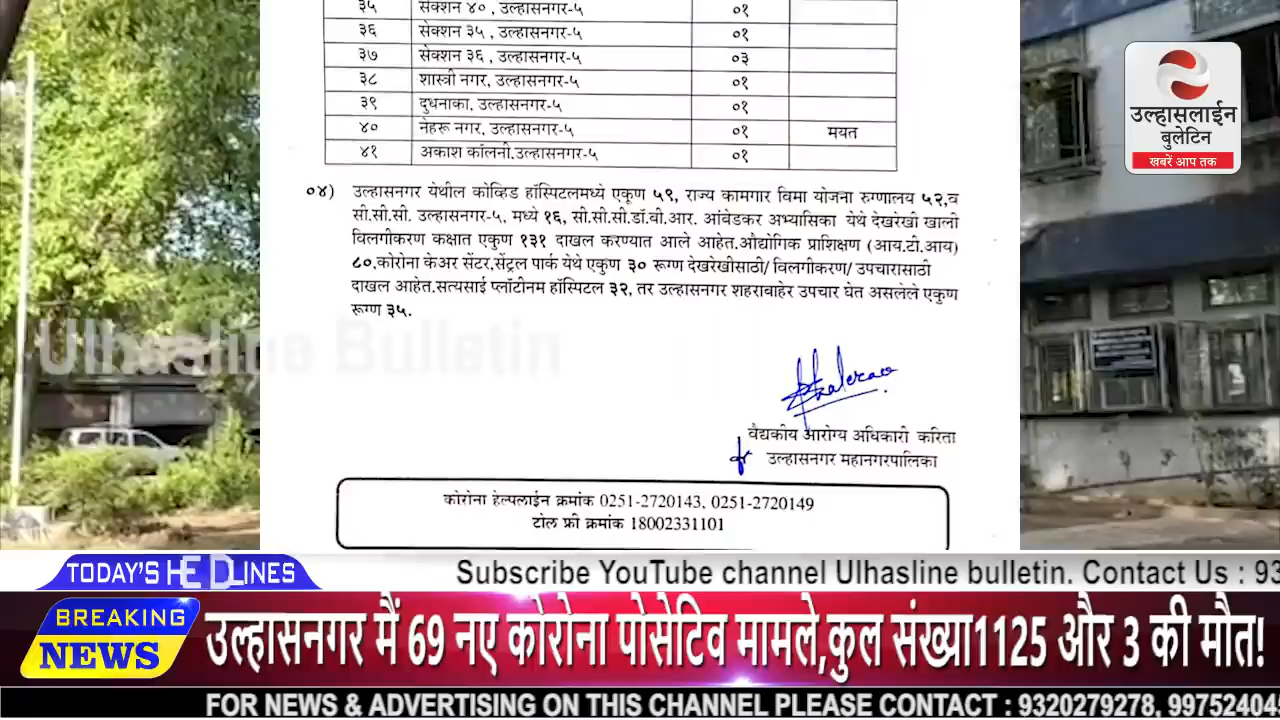 ३५ सेक्शन ४० , उल्हासनगर-५ ०१
३६ सेक्शन ३५ , उल्हासनगर-५ ०१
३७ सेक्शन ३६ , उल्हासनगर-५ ०३
३८ शास्त्री नगर, उल्हासनगर-५ ०१
३९ दुधनाका. उल्हासनगर-५ ०१
४० नेहरू नगर, उल्हासनगर-५ ०१ मयत
४१ अकाश कॉलनी.उल्हासनगर-५ ०१
०४) उल्हासनगर येथील कोव्हिड हॉस्पिटलमध्ये एकूण ५९, राज्य कामगार विमा योजना रुग्णालय ५२,व
सी.सी.सी. उल्हासनगर-५, मध्ये १६, सी.सी.सी.डॉ.बी.आर. आंबेडकर अभ्यासिका येथे देखरेखी खाली
विलगीकरण कक्षात एकुण १३१ दाखल करण्यात आले आहेत.औद्योगिक प्राशिक्षण (आय.टी.आय)
८०,कोरोना केअर सेंटर,सेंट्रल पार्क येथे एकुण ३० रूग्ण देखरेखीसाठी/ विलगीकरण/ उपचारासाठी
दाखल आहेत.सत्यसाई प्लॅटीनम हॉस्पिटल ३२, तर उल्हासनगर शहराबाहेर उपचार घेत असलेले एकुण
रूग्ण ३५.
वैद्यकीय आरोग्य अधिकारी करिता
उल्हासनगर महानगरपालिका
कोरोना हेल्पलाईन क्रमांक 0251-2720143, 0251-2720149
टोल फ्री क्रमांक 18002331101
उल्हासलाईन
बुलेटिन
खबरें आप तक
Ulhasline Bulletin
TODAY'S HEDLINES
Subscribe YouTube channel Ulhasline bulletin. Contact Us : 93
BREAKING
NEWS
उल्हासनगर मैं 69 नए कोरोना पोसेटिव मामले,कुल संख्या1125 और 3 की मौत!
FOR NEWS & ADVERTISING ON THIS CHANNEL PLEASE CONTACT : 9320279278, 99752404